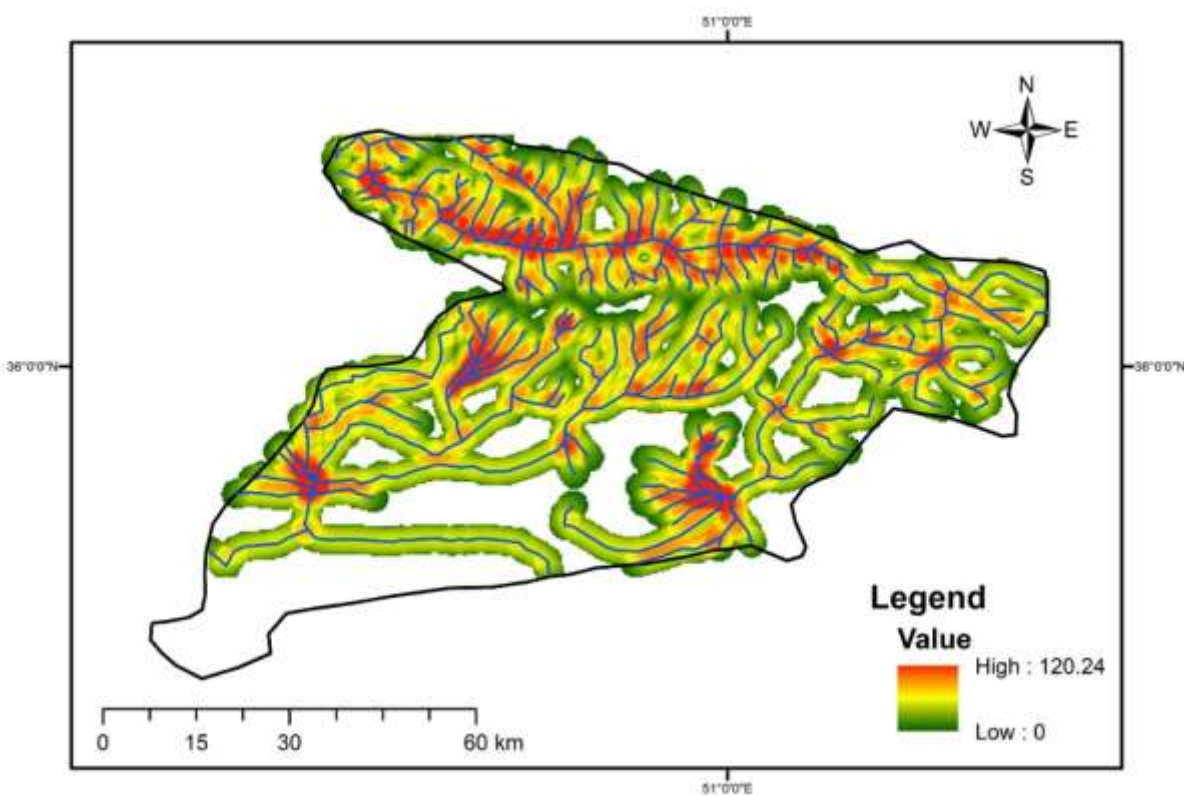 51°0'0"E
N
W E
S
36°0'0"N 36°0'0"N
Legend
Value
High : 120.24
Low : 0
0 15 30 60 km
51°0'0"E